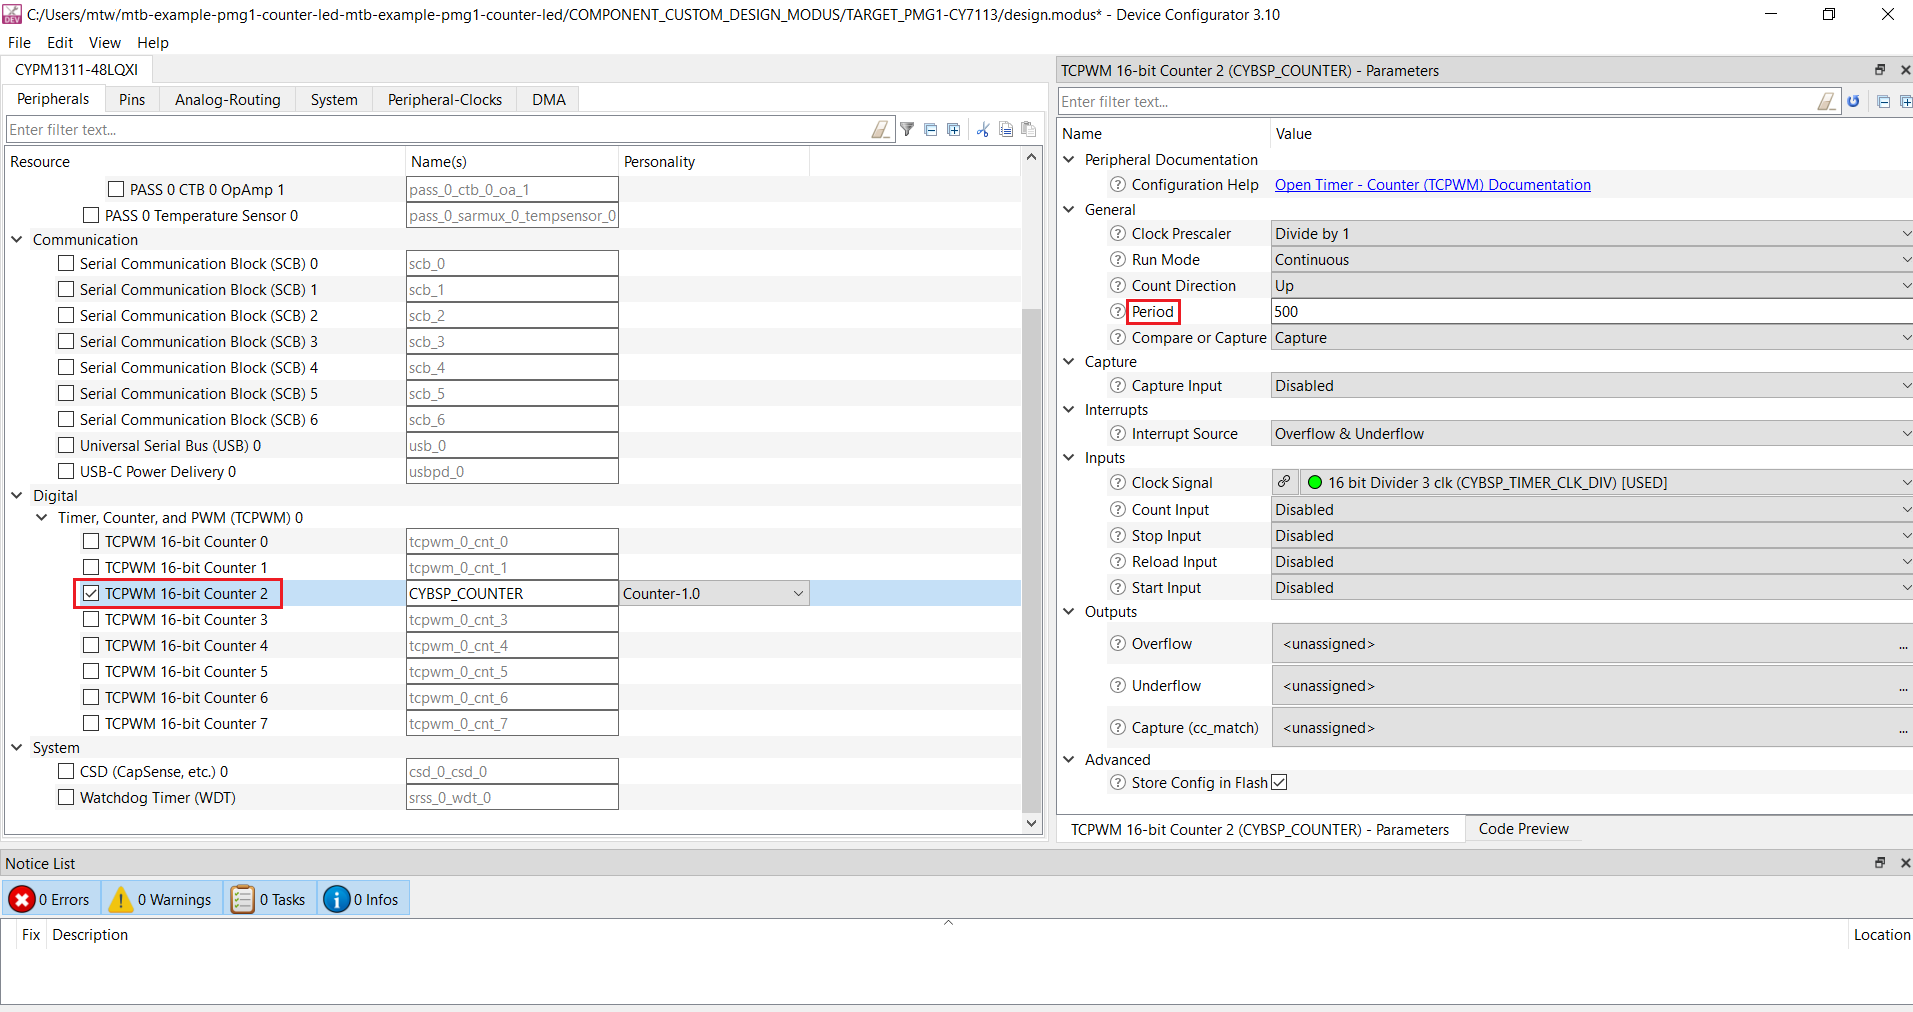 C:/Users/mtw/mtb-example-pmg1-counter-led-mtb-example-pmg1-counter-led/COMPONENT_CUSTOM_DESIGN_MODUS/TARGET_PMG1-CY7113/design.modus* - Device Configurator 3.10
File Edit View Help
CYPM1311-48LQXI
Peripherals Pins Analog-Routing System Peripheral-Clocks DMA
Enter filter text...
Resource Name(s) Personality
PASS 0 CTB 0 OpAmp 1 pass_0_ctb_0_oa_1
PASS 0 Temperature Sensor 0 pass_0_sarmux_0_tempsensor_0
Communication
Serial Communication Block (SCB) 0 scb_0
Serial Communication Block (SCB) 1 scb_1
Serial Communication Block (SCB) 2 scb_2
Serial Communication Block (SCB) 3 scb_3
Serial Communication Block (SCB) 4 scb_4
Serial Communication Block (SCB) 5 scb_5
Serial Communication Block (SCB) 6 scb_6
Universal Serial Bus (USB) 0 usb_0
USB-C Power Delivery 0 usbpd_0
Digital
Timer, Counter, and PWM (TCPWM) 0
TCPWM 16-bit Counter 0 tcpwm_0_cnt_0
TCPWM 16-bit Counter 1 tcpwm_0_cnt_1
TCPWM 16-bit Counter 2 CYBSP_COUNTER Counter-1.0
TCPWM 16-bit Counter 3 tcpwm_0_cnt_3
TCPWM 16-bit Counter 4 tcpwm_0_cnt_4
TCPWM 16-bit Counter 5 tcpwm_0_cnt_5
TCPWM 16-bit Counter 6 tcpwm_0_cnt_6
TCPWM 16-bit Counter 7 tcpwm_0_cnt_7
System
CSD (CapSense, etc.) 0 csd_0_csd_0
Watchdog Timer (WDT) srss_0_wdt_0
TCPWM 16-bit Counter 2 (CYBSP_COUNTER) - Parameters
Enter filter text...
Name Value
Peripheral Documentation
Configuration Help Open Timer - Counter (TCPWM) Documentation
General
Clock Prescaler Divide by 1
Run Mode Continuous
Count Direction Up
Period 500
Compare or Capture Capture
Capture
Capture Input Disabled
Interrupts
Interrupt Source Overflow & Underflow
Inputs
Clock Signal 16 bit Divider 3 clk (CYBSP_TIMER_CLK_DIV) [USED]
Count Input Disabled
Stop Input Disabled
Reload Input Disabled
Start Input Disabled
Outputs
Overflow <unassigned> ...
Underflow <unassigned> ...
Capture (cc_match) <unassigned> ...
Advanced
Store Config in Flash
TCPWM 16-bit Counter 2 (CYBSP_COUNTER) - Parameters Code Preview
Notice List
0 Errors 0 Warnings 0 Tasks 0 Infos
Fix Description Location